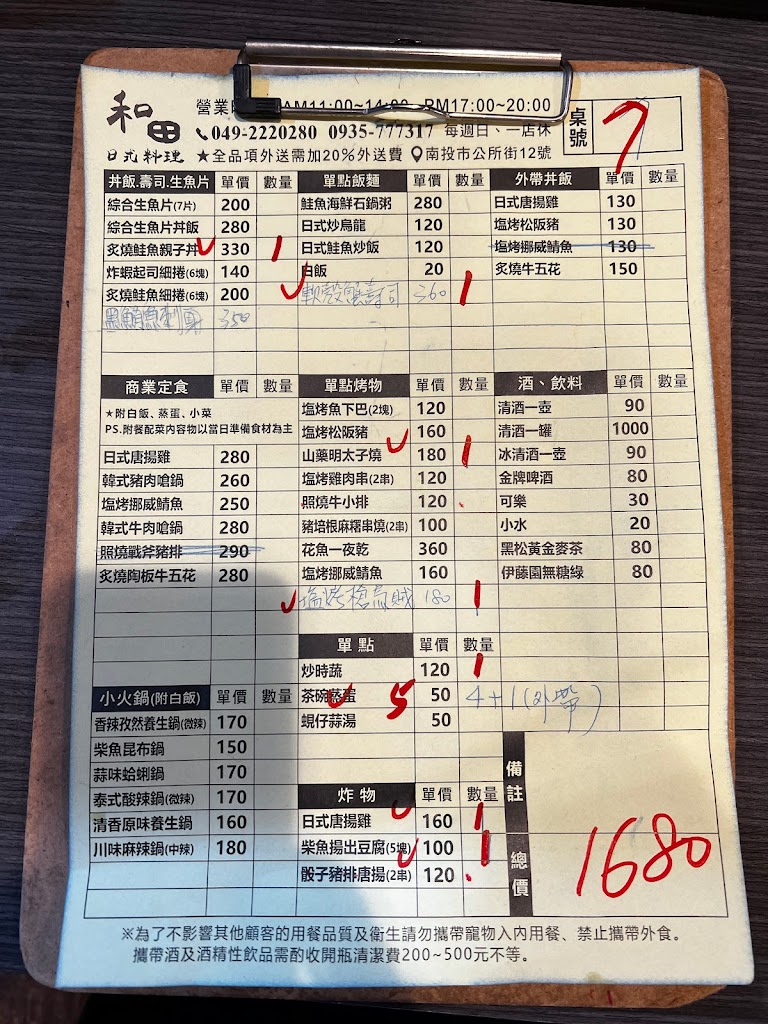 和田
日式料理
營業 AM11:00~14:00 PM17:00~20:00
049-2220280 0935-777317 每週日、一店休
★全品項外送需加20%外送費 南投市公所街12號
桌號 7
丼飯.壽司.生魚片 單價 數量
綜合生魚片(7片) 200
綜合生魚片丼飯 280
炙燒鮭魚親子丼 330 1
炸蝦起司細捲(6塊) 140
炙燒鮭魚細捲(6塊) 200
黑鮪魚刺身 350
單點飯麵 單價 數量
鮭魚海鮮石鍋粥 280
日式炒烏龍 120
日式鮭魚炒飯 120
白飯 20
軟殼蟹壽司 360 1
外帶丼飯 單價 數量
日式唐揚雞 130
塩烤松阪豬 130
塩烤挪威鯖魚 130
炙燒牛五花 150
商業定食 單價 數量
★附白飯、蒸蛋、小菜
PS.附餐配菜內容物以當日準備食材為主
日式唐揚雞 280
韓式豬肉嗆鍋 260
塩烤挪威鯖魚 250
韓式牛肉嗆鍋 280
照燒戰斧豬排 290
炙燒陶板牛五花 280
單點烤物 單價 數量
塩烤魚下巴(2塊) 120
塩烤松阪豬 160
山藥明太子燒 180 1
塩烤雞肉串(2串) 120
照燒牛小排 120
豬培根麻糬串燒(2串) 100
花魚一夜乾 360
塩烤挪威鯖魚 160
塩烤槍烏賊 180 1
酒、飲料 單價 數量
清酒一壺 90
清酒一罐 1000
冰清酒一壺 90
金牌啤酒 80
可樂 30
小水 20
黑松黃金麥茶 80
伊藤園無糖綠 80
單點 單價 數量
炒時蔬 120 1
茶碗蒸蛋 5 50 4+1(外帶)
蜆仔蒜湯 50
小火鍋(附白飯) 單價 數量
香辣孜然養生鍋(微辣) 170
柴魚昆布鍋 150
蒜味蛤蜊鍋 170
泰式酸辣鍋(微辣) 170
清香原味養生鍋 160
川味麻辣鍋(中辣) 180
炸物 單價 數量
日式唐揚雞 160 1
柴魚揚出豆腐(5塊) 100 1
骰子豬排唐揚(2串) 120
備註
總價 1680
※為了不影響其他顧客的用餐品質及衛生請勿攜帶寵物入內用餐、禁止攜帶外食。
攜帶酒及酒精性飲品需酌收開瓶清潔費200~500元不等。